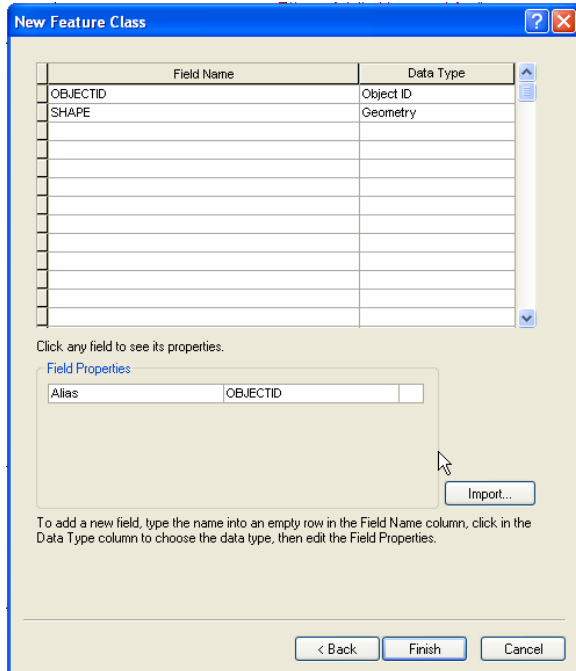 New Feature Class
Field Name Data Type
OBJECTID Object ID
SHAPE Geometry
Click any field to see its properties.
Field Properties
Alias OBJECTID
Import...
To add a new field, type the name into an empty row in the Field Name column, click in the
Data Type column to choose the data type, then edit the Field Properties.
< Back Finish Cancel